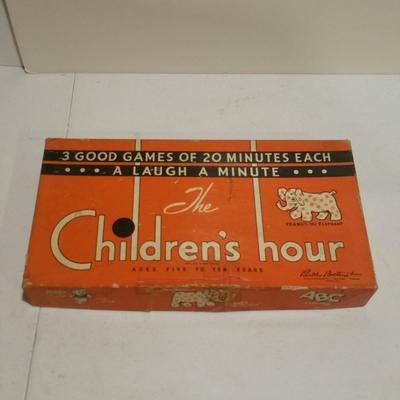 3 GOOD GAMES OF 20 MINUTES EACH
••• A LAUGH A MINUTE •••
The
Children's hour
PEANUT THE ELEPHANT
AGES FIVE TO TEN YEARS
Parker Brothers Inc
ABC